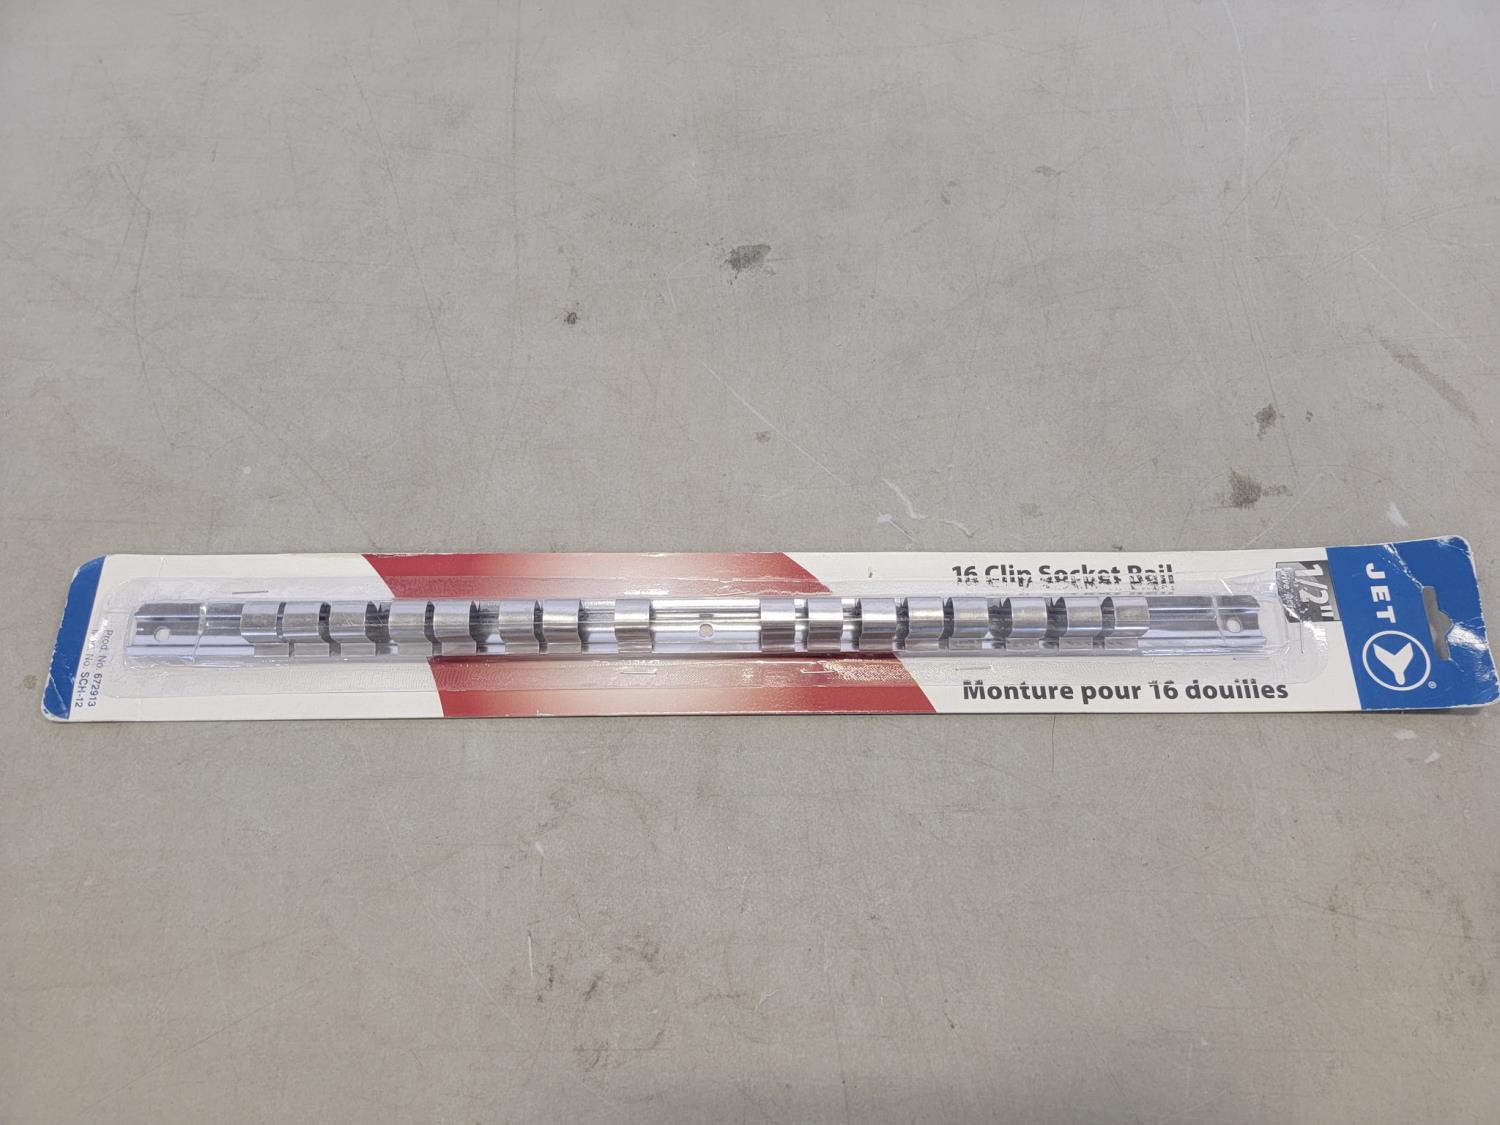 16 Clip Socket Rail
1/2"
JET
®
Monture pour 16 douilles
Prod. No. 672913
No. SCH-12